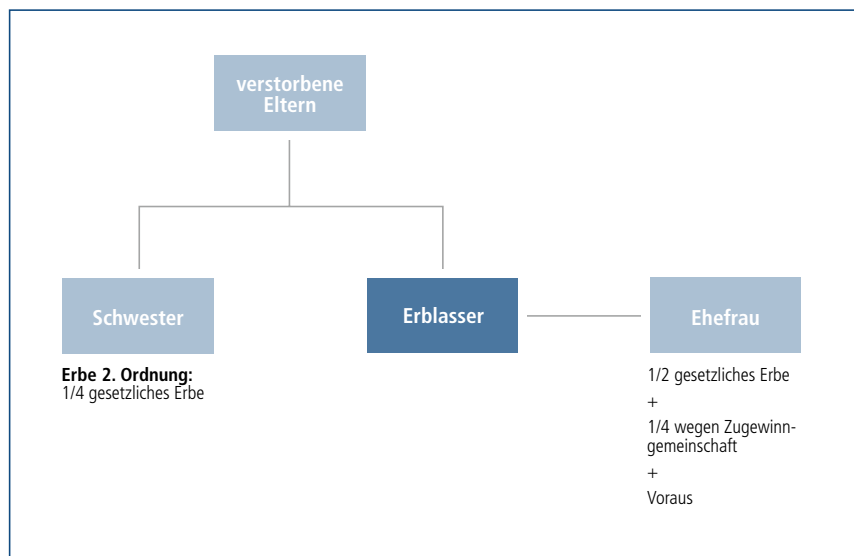 verstorbene
Eltern
Schwester
Erblasser
Ehefrau
Erbe 2. Ordnung:
1/4 gesetzliches Erbe
1/2 gesetzliches Erbe
+
1/4 wegen Zugewinn-
gemeinschaft
+
Voraus